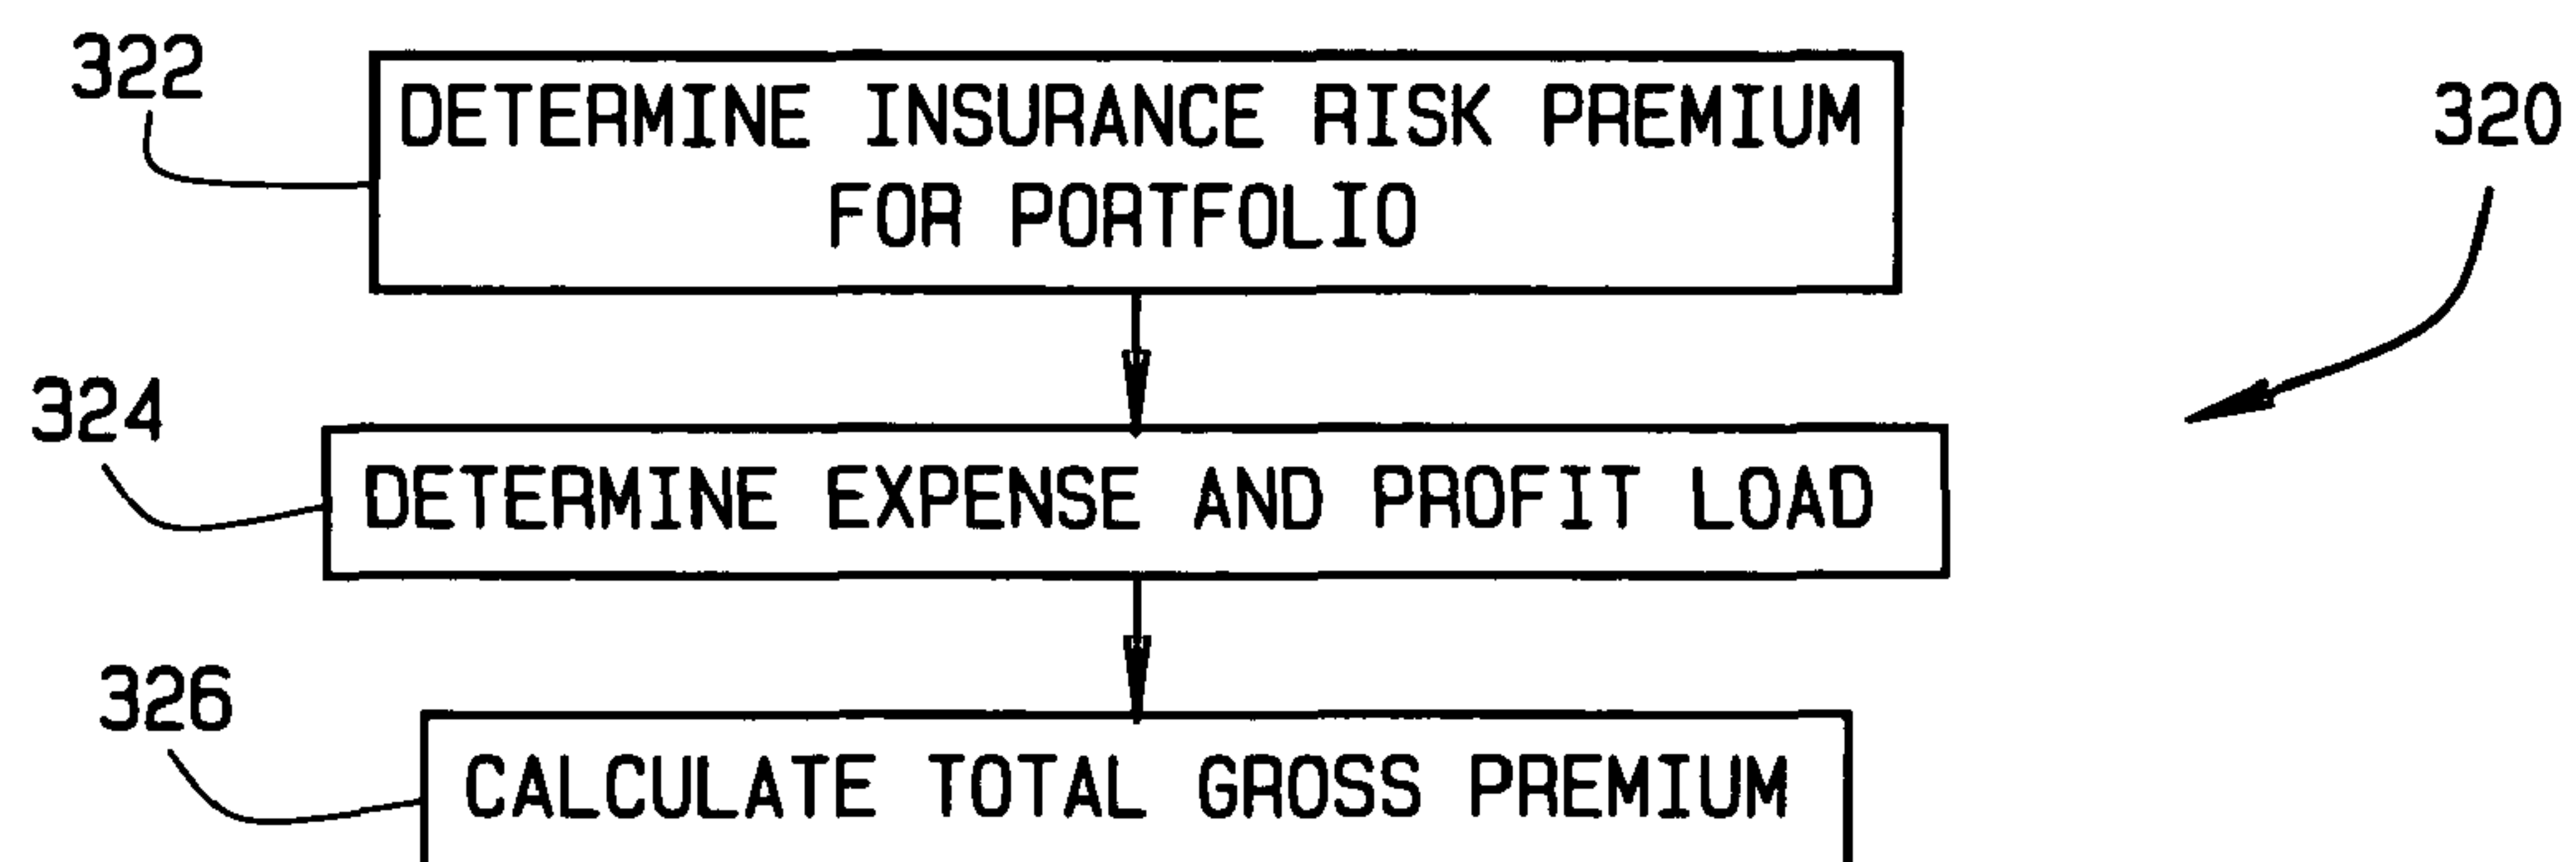 322
DETERMINE INSURANCE RISK PREMIUM
FOR PORTFOLIO
320
324
DETERMINE EXPENSE AND PROFIT LOAD
326
CALCULATE TOTAL GROSS PREMIUM